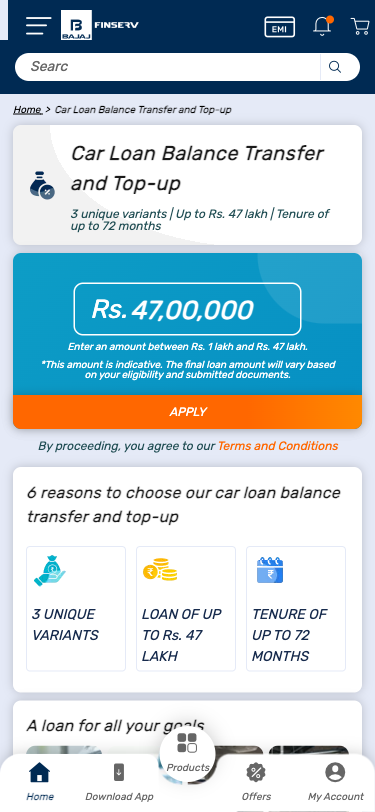 B
BAJAJ
FINSERV
EMI
Searc
Home > Car Loan Balance Transfer and Top-up
Car Loan Balance Transfer
and Top-up
3 unique variants | Up to Rs. 47 lakh | Tenure of
up to 72 months
Rs. 47,00,000
Enter an amount between Rs. 1 lakh and Rs. 47 lakh.
*This amount is indicative. The final loan amount will vary based
on your eligibility and submitted documents.
APPLY
By proceeding, you agree to our Terms and Conditions
6 reasons to choose our car loan balance
transfer and top-up
3 UNIQUE
VARIANTS
LOAN OF UP
TO Rs. 47
LAKH
TENURE OF
UP TO 72
MONTHS
A loan for all your goals
Products
Home
Download App
Offers
My Account